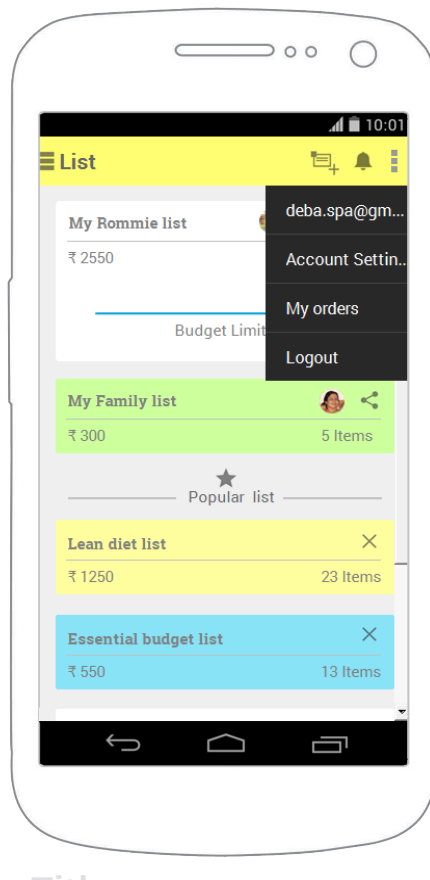 10:01
List
deba.spa@gm...
Account Settin..
My orders
Logout
My Rommie list
₹ 2550
Budget Limit
My Family list
₹ 300 5 Items
Popular list
Lean diet list
₹ 1250 23 Items
Essential budget list
₹ 550 13 Items